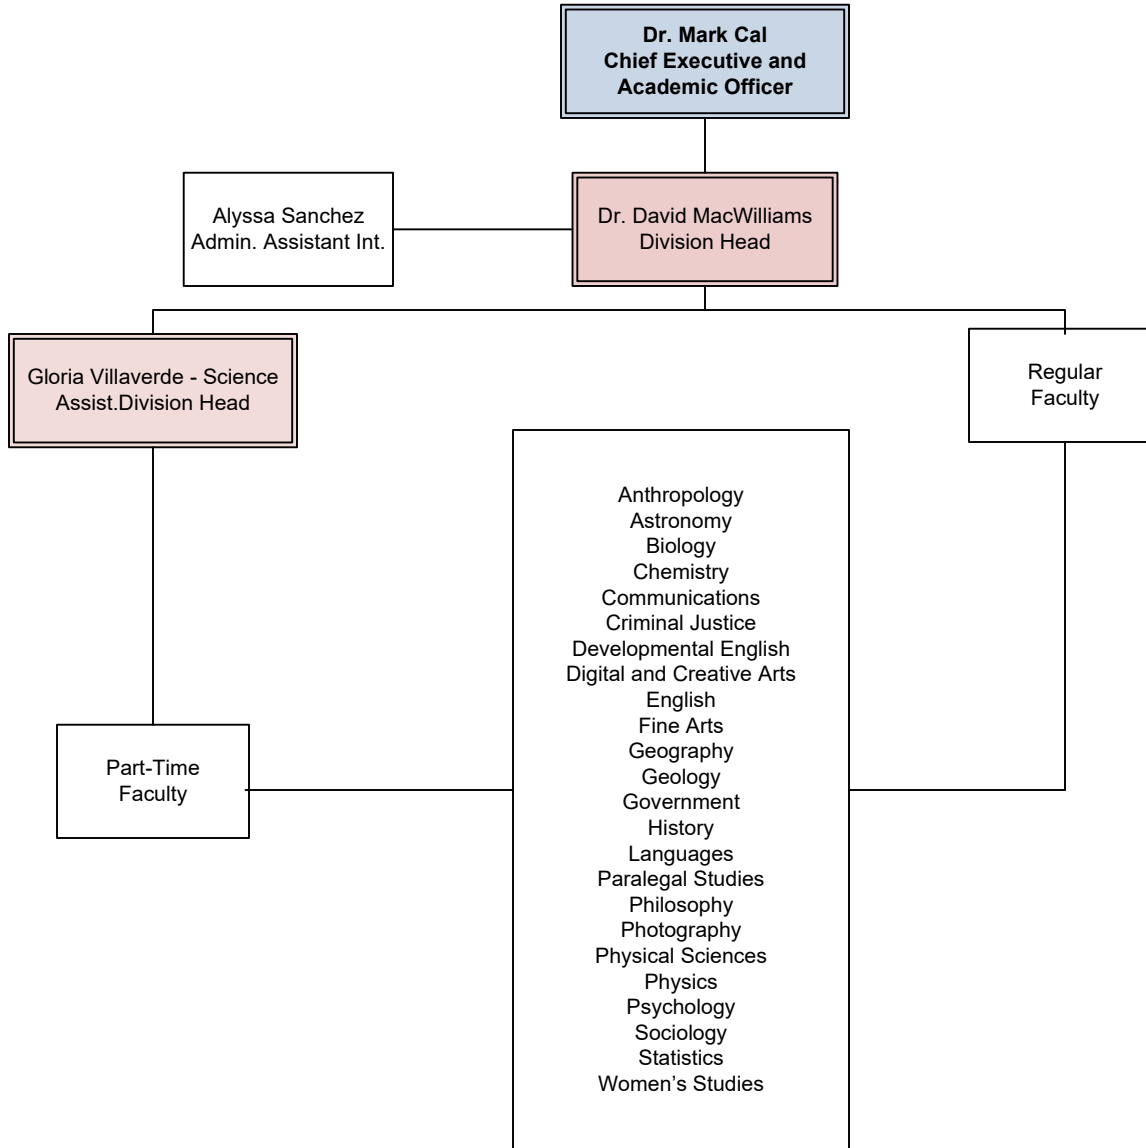 Dr. Mark Cal
Chief Executive and
Academic Officer
Alyssa Sanchez
Admin. Assistant Int.
Dr. David MacWilliams
Division Head
Gloria Villaverde - Science
Assist.Division Head
Regular
Faculty
Anthropology
Astronomy
Biology
Chemistry
Communications
Criminal Justice
Developmental English
Digital and Creative Arts
English
Fine Arts
Geography
Geology
Government
History
Languages
Paralegal Studies
Philosophy
Photography
Physical Sciences
Physics
Psychology
Sociology
Statistics
Women’s Studies
Part-Time
Faculty